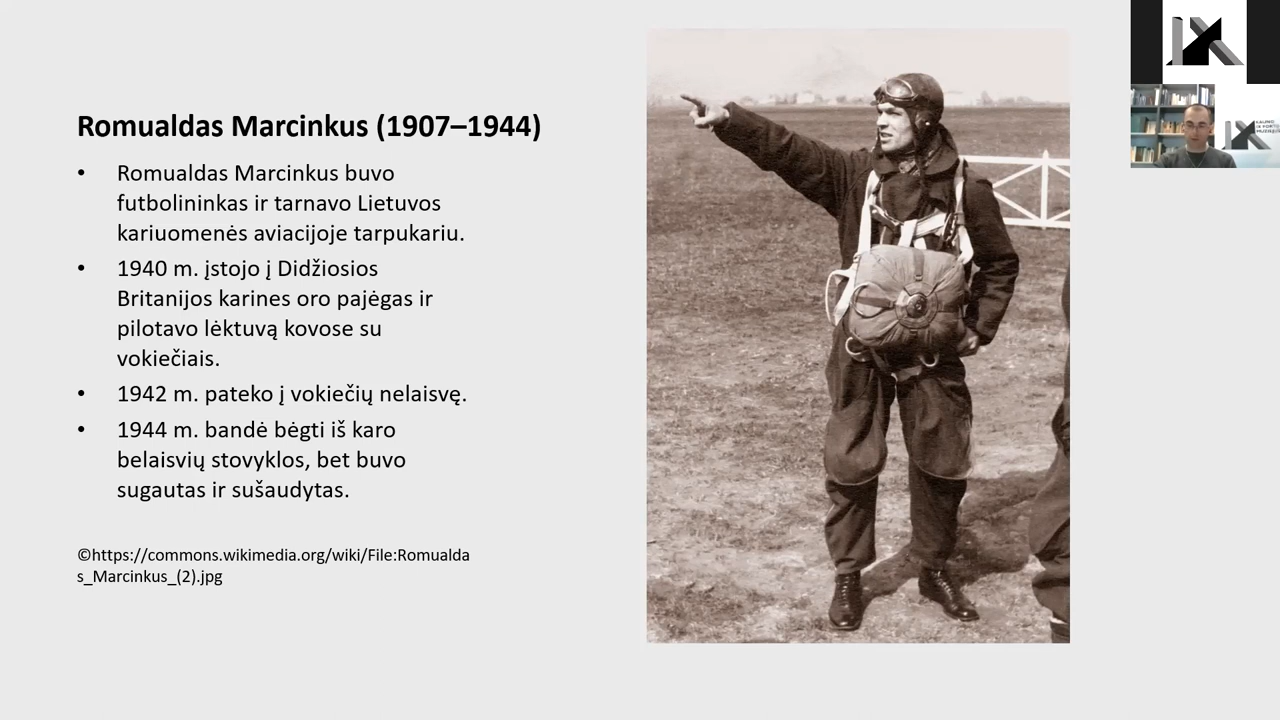 Romualdas Marcinkus (1907–1944)
• Romualdas Marcinkus buvo
futbolininkas ir tarnavo Lietuvos
kariuomenės aviacijoje tarpukariu.
• 1940 m. įstojo į Didžiosios
Britanijos karines oro pajėgas ir
pilotavo lėktuvą kovose su
vokiečiais.
• 1942 m. pateko į vokiečių nelaisvę.
• 1944 m. bandė bėgti iš karo
belaisvių stovyklos, bet buvo
sugautas ir sušaudytas.
©https://commons.wikimedia.org/wiki/File:Romualda
s_Marcinkus_(2).jpg
IX